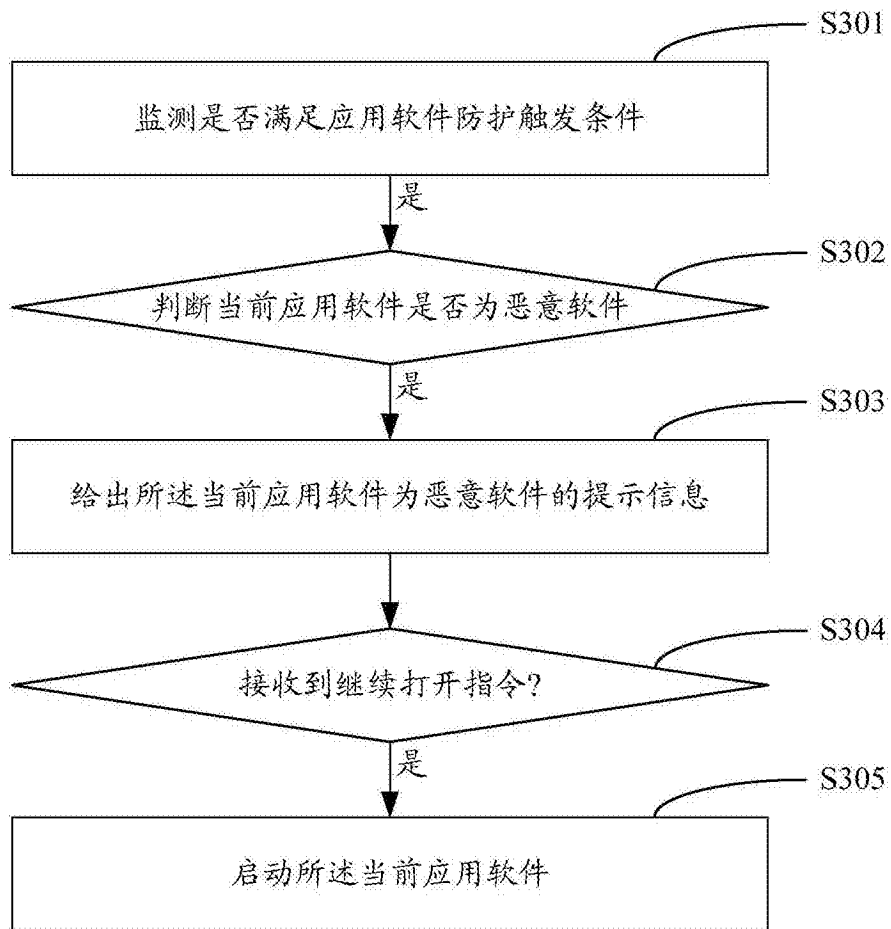 S301
监测是否满足应用软件防护触发条件
是
S302
判断当前应用软件是否为恶意软件
是
S303
给出所述当前应用软件为恶意软件的提示信息
S304
接收到继续打开指令?
是
S305
启动所述当前应用软件